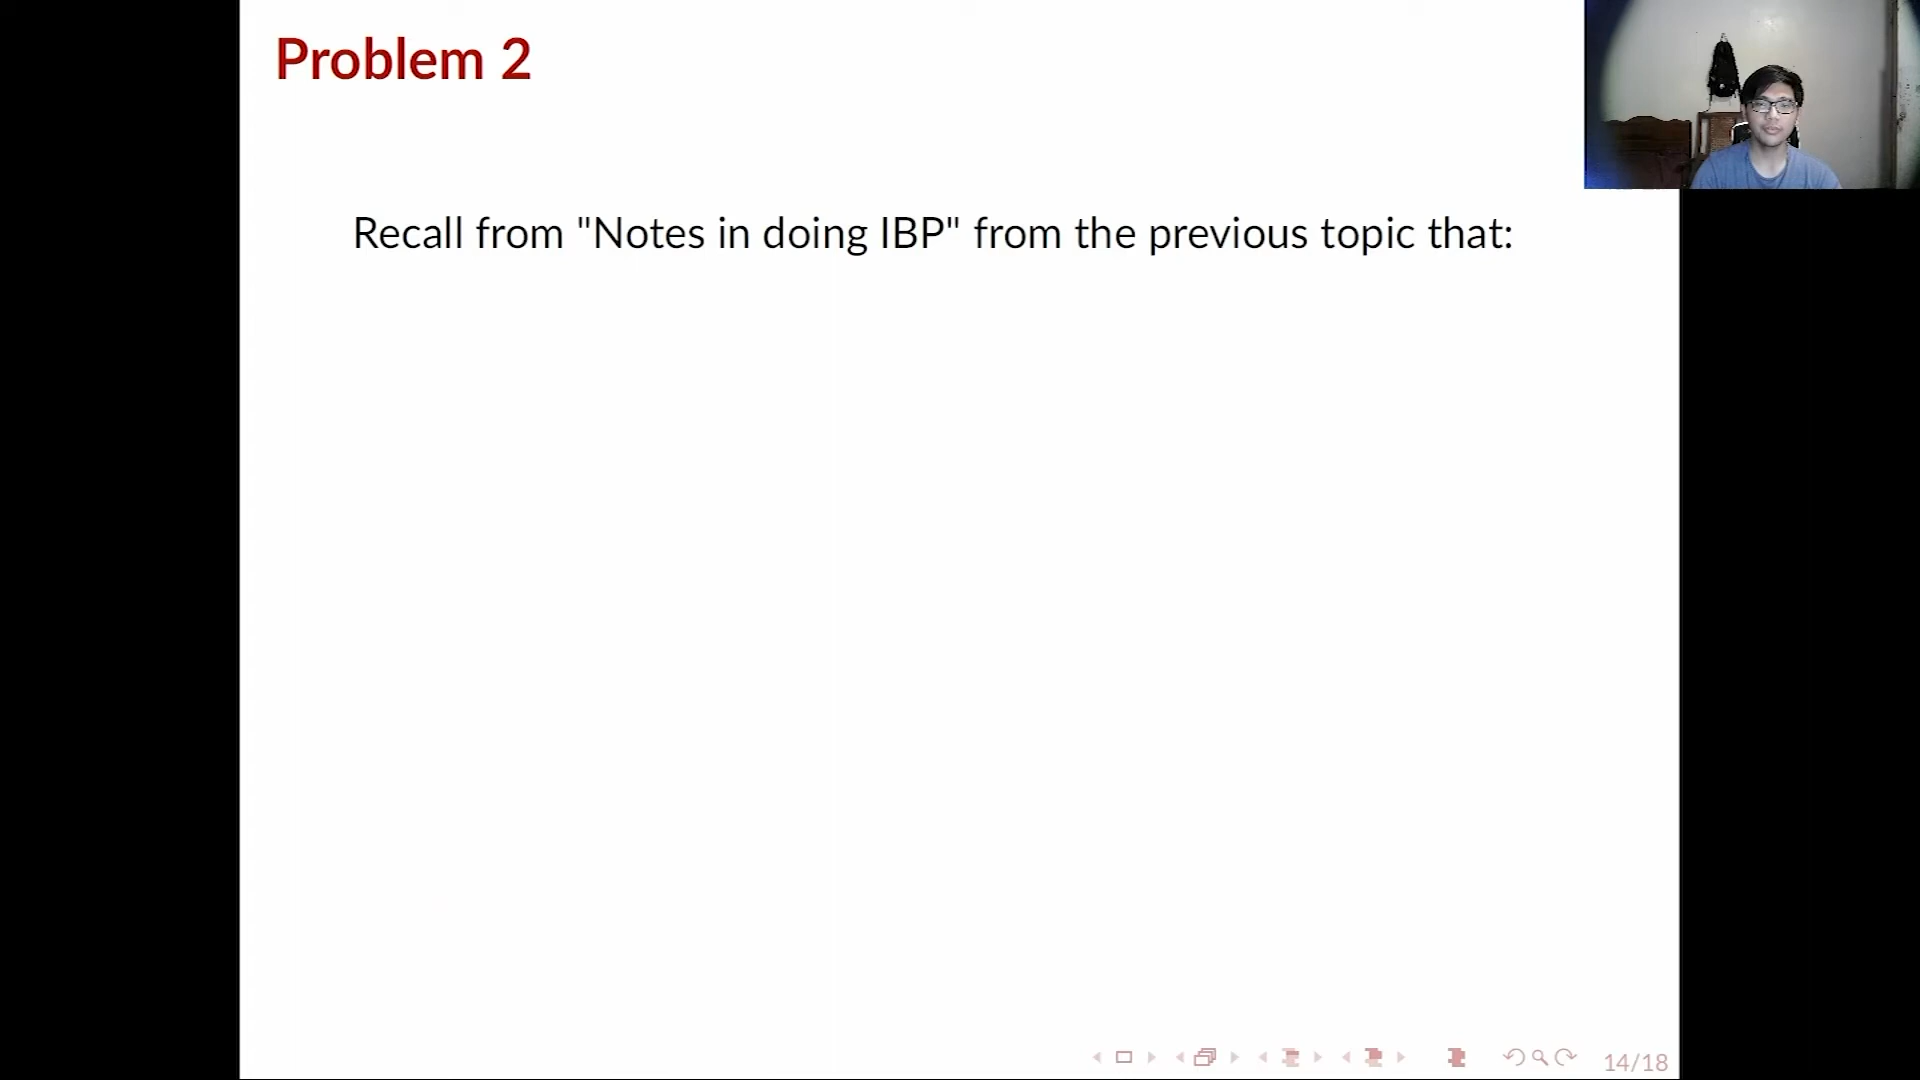 Problem 2
Recall from "Notes in doing IBP" from the previous topic that:
14/18